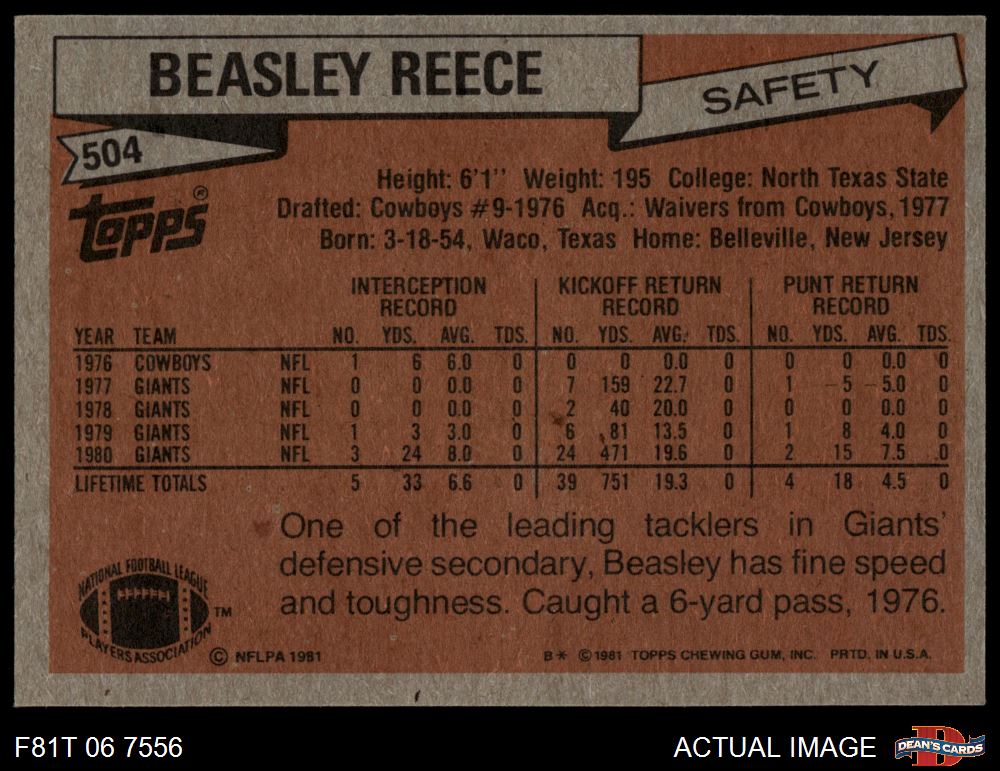 BEASLEY REECE
SAFETY
504
topps®
Height: 6'1'' Weight: 195 College: North Texas State
Drafted: Cowboys #9-1976 Acq.: Waivers from Cowboys, 1977
Born: 3-18-54, Waco, Texas Home: Belleville, New Jersey
INTERCEPTION RECORD KICKOFF RETURN RECORD PUNT RETURN RECORD
YEAR TEAM NO. YDS. AVG. TDS. NO. YDS. AVG. TDS. NO. YDS. AVG. TDS.
1976 COWBOYS NFL 1 6 6.0 0 0 0 0.0 0 0 0 0.0 0
1977 GIANTS NFL 0 0 0.0 0 7 159 22.7 0 1 -5 -5.0 0
1978 GIANTS NFL 0 0 0.0 0 2 40 20.0 0 0 0 0.0 0
1979 GIANTS NFL 1 3 3.0 0 6 81 13.5 0 1 8 4.0 0
1980 GIANTS NFL 3 24 8.0 0 24 471 19.6 0 2 15 7.5 0
LIFETIME TOTALS 5 33 6.6 0 39 751 19.3 0 4 18 4.5 0
One of the leading tacklers in Giants'
defensive secondary, Beasley has fine speed
and toughness. Caught a 6-yard pass, 1976.
NATIONAL FOOTBALL LEAGUE
PLAYERS ASSOCIATION
TM
© NFLPA 1981
B* © 1981 TOPPS CHEWING GUM, INC. PRTD. IN U.S.A.
F81T 06 7556
ACTUAL IMAGE
D
DEAN'S CARDS